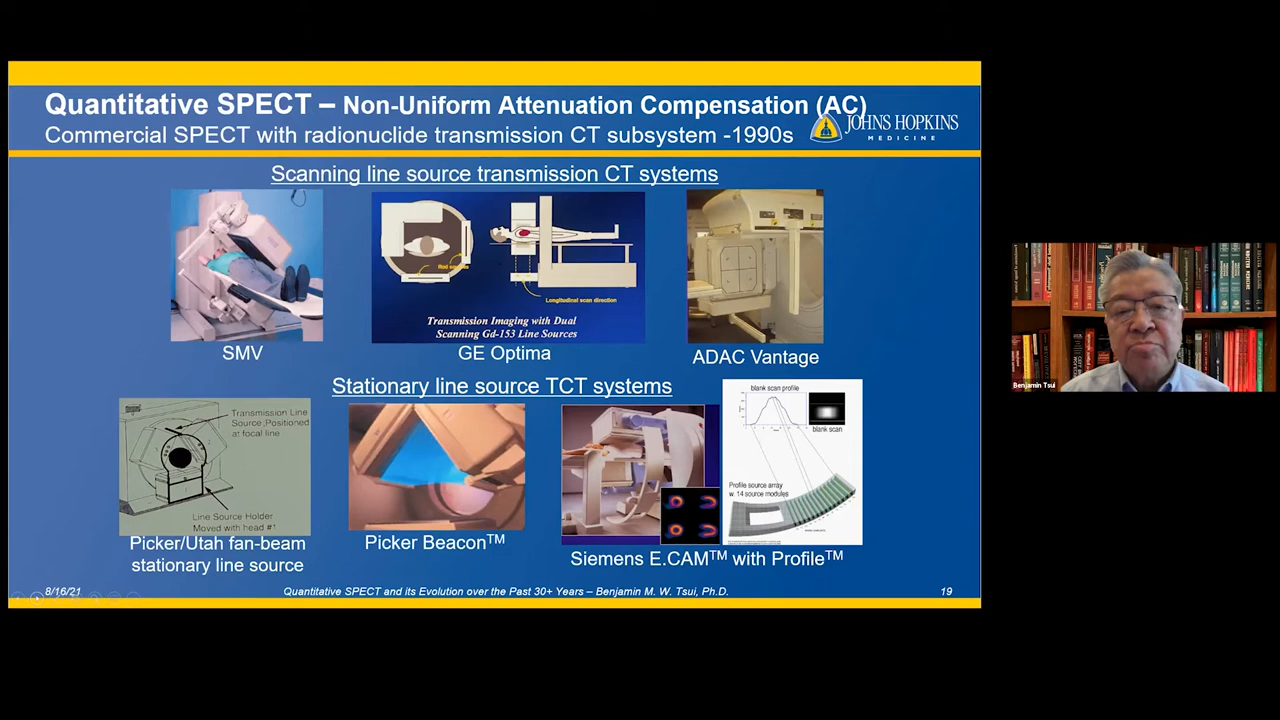 Quantitative SPECT – Non-Uniform Attenuation Compensation (AC)
Commercial SPECT with radionuclide transmission CT subsystem -1990s
JOHNS HOPKINS
MEDICINE
Scanning line source transmission CT systems
Longitudinal scan direction
Transmission Imaging with Dual
Scanning Gd-153 Line Sources
SMV
GE Optima
ADAC Vantage
Stationary line source TCT systems
Transmission Line
Source, Positioned
at focal line
Line Source Holder
Moved with head #1
blank scan profile
blank scan
Profile source array
w. 14 source modules
Picker/Utah fan-beam
stationary line source
Picker Beacon™
Siemens E.CAM™ with Profile™
8/16/21
Quantitative SPECT and its Evolution over the Past 30+ Years – Benjamin M. W. Tsui, Ph.D.
19
Benjamin Tsui